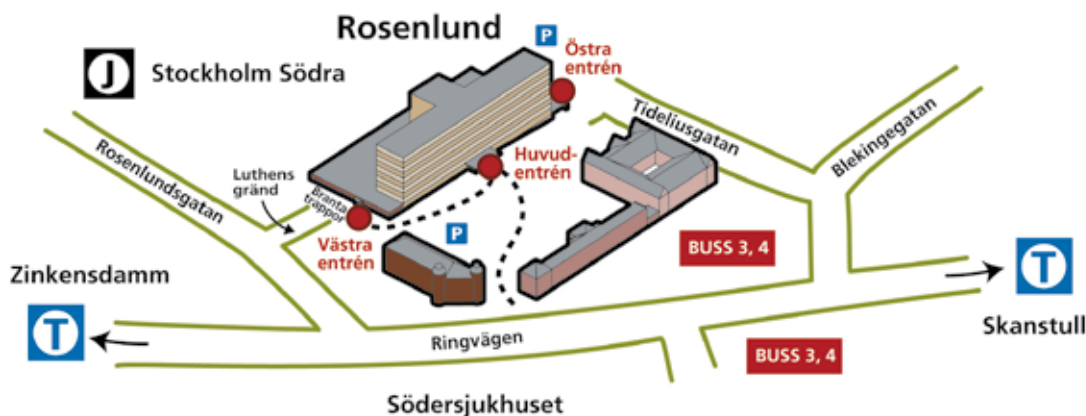 Rosenlund
P
Östra
entrén
J
Stockholm Södra
Tideliusgatan
Blekingegatan
Rosenlundsgatan
Luthens
gränd
Branta
trappor
Huvud-
entrén
Västra
entrén
P
BUSS 3, 4
Zinkensdamm
T
T
Skanstull
Ringvägen
BUSS 3, 4
Södersjukhuset